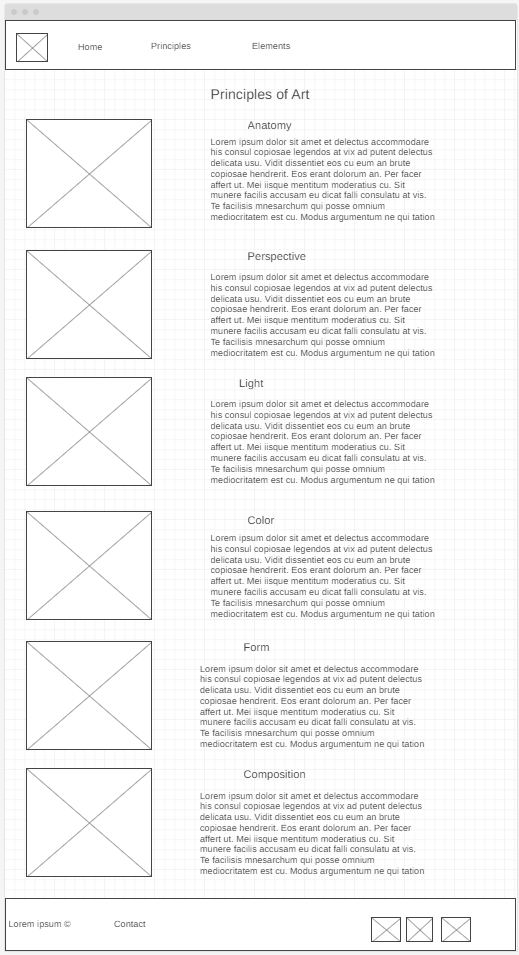 Home
Principles
Elements
Principles of Art
Anatomy
Lorem ipsum dolor sit amet et delectus accommodare
his consul copiosae legendos at vix ad putent delectus
delicata usu. Vidit dissentiet eos cu eum an brute
copiosae hendrerit. Eos erant dolorum an. Per facer
affert ut. Mei iisque mentitum moderatius cu. Sit
munere facilis accusam eu dicat falli consulatu at vis.
Te facilisis mnesarchum qui posse omnium
mediocritatem est cu. Modus argumentum ne qui tation
Perspective
Lorem ipsum dolor sit amet et delectus accommodare
his consul copiosae legendos at vix ad putent delectus
delicata usu. Vidit dissentiet eos cu eum an brute
copiosae hendrerit. Eos erant dolorum an. Per facer
affert ut. Mei iisque mentitum moderatius cu. Sit
munere facilis accusam eu dicat falli consulatu at vis.
Te facilisis mnesarchum qui posse omnium
mediocritatem est cu. Modus argumentum ne qui tation
Light
Lorem ipsum dolor sit amet et delectus accommodare
his consul copiosae legendos at vix ad putent delectus
delicata usu. Vidit dissentiet eos cu eum an brute
copiosae hendrerit. Eos erant dolorum an. Per facer
affert ut. Mei iisque mentitum moderatius cu. Sit
munere facilis accusam eu dicat falli consulatu at vis.
Te facilisis mnesarchum qui posse omnium
mediocritatem est cu. Modus argumentum ne qui tation
Color
Lorem ipsum dolor sit amet et delectus accommodare
his consul copiosae legendos at vix ad putent delectus
delicata usu. Vidit dissentiet eos cu eum an brute
copiosae hendrerit. Eos erant dolorum an. Per facer
affert ut. Mei iisque mentitum moderatius cu. Sit
munere facilis accusam eu dicat falli consulatu at vis.
Te facilisis mnesarchum qui posse omnium
mediocritatem est cu. Modus argumentum ne qui tation
Form
Lorem ipsum dolor sit amet et delectus accommodare
his consul copiosae legendos at vix ad putent delectus
delicata usu. Vidit dissentiet eos cu eum an brute
copiosae hendrerit. Eos erant dolorum an. Per facer
affert ut. Mei iisque mentitum moderatius cu. Sit
munere facilis accusam eu dicat falli consulatu at vis.
Te facilisis mnesarchum qui posse omnium
mediocritatem est cu. Modus argumentum ne qui tation
Composition
Lorem ipsum dolor sit amet et delectus accommodare
his consul copiosae legendos at vix ad putent delectus
delicata usu. Vidit dissentiet eos cu eum an brute
copiosae hendrerit. Eos erant dolorum an. Per facer
affert ut. Mei iisque mentitum moderatius cu. Sit
munere facilis accusam eu dicat falli consulatu at vis.
Te facilisis mnesarchum qui posse omnium
mediocritatem est cu. Modus argumentum ne qui tation
Lorem ipsum ©
Contact